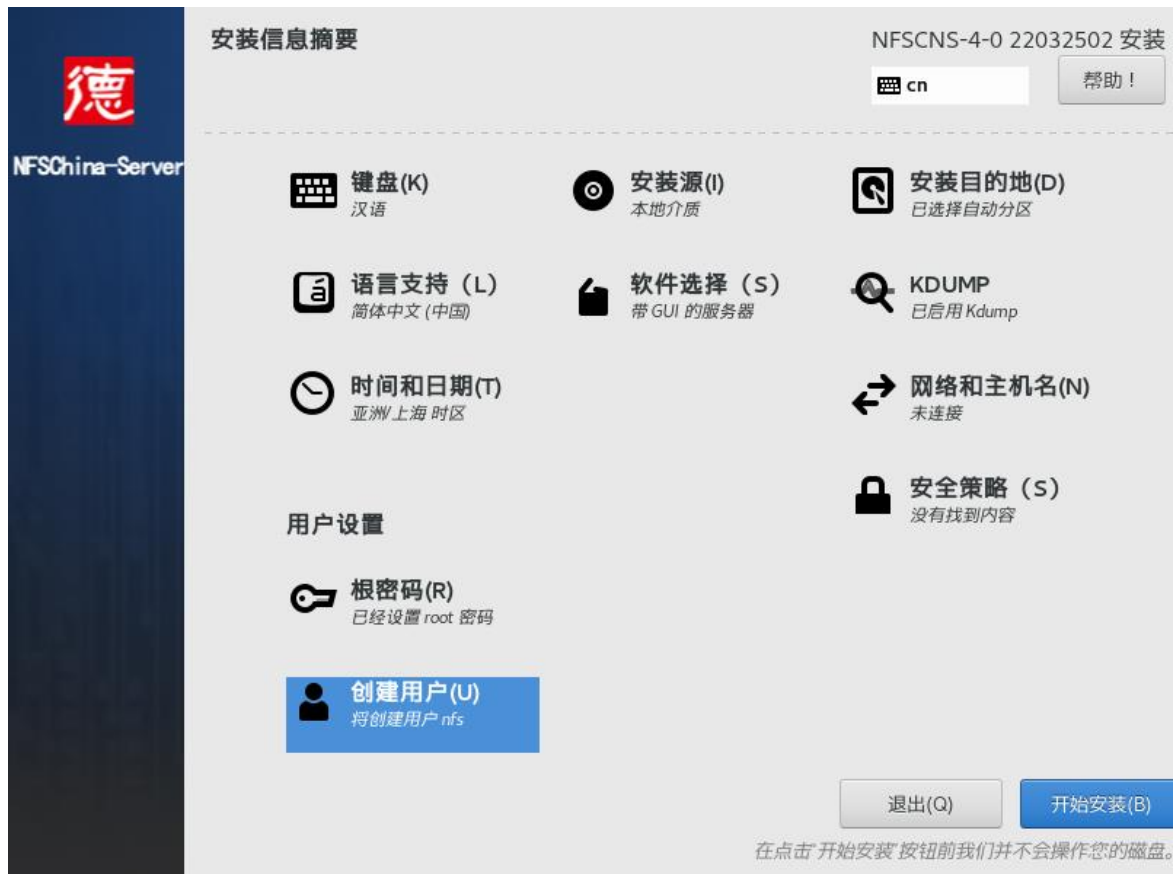 德
NFSChina-Server
安装信息摘要
NFSCNS-4-0 22032502 安装
cn
帮助！
键盘(K)
汉语
安装源(I)
本地介质
安装目的地(D)
已选择自动分区
á
语言支持（L）
简体中文 (中国)
软件选择（S）
带 GUI 的服务器
KDUMP
已启用 Kdump
时间和日期(T)
亚洲/上海 时区
网络和主机名(N)
未连接
安全策略（S）
没有找到内容
用户设置
根密码(R)
已经设置 root 密码
创建用户(U)
将创建用户 nfs
退出(Q)
开始安装(B)
在点击"开始安装"按钮前我们并不会操作您的磁盘。